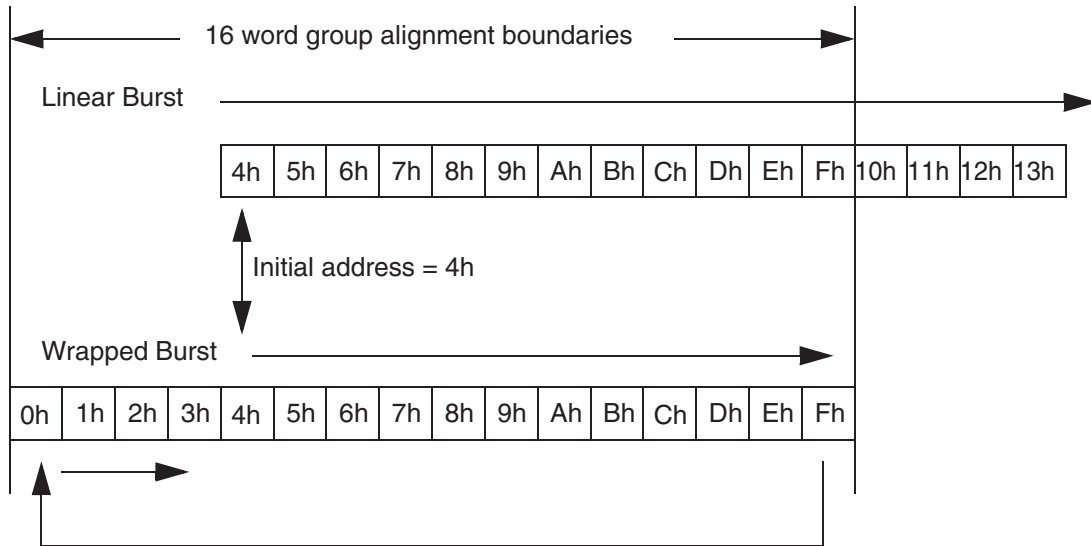 16 word group alignment boundaries
Linear Burst
4h 5h 6h 7h 8h 9h Ah Bh Ch Dh Eh Fh 10h 11h 12h 13h
Initial address = 4h
Wrapped Burst
0h 1h 2h 3h 4h 5h 6h 7h 8h 9h Ah Bh Ch Dh Eh Fh